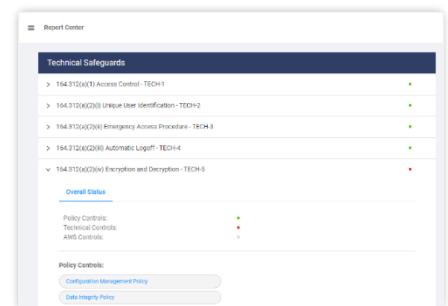 Report Center
Technical Safeguards
164.312(a)(1) Access Control - TECH-1
164.312(a)(2)(i) Unique User Identification - TECH-2
164.312(a)(2)(ii) Emergency Access Procedure - TECH-3
164.312(a)(2)(iii) Automatic Logoff - TECH-4
164.312(a)(2)(iv) Encryption and Decryption - TECH-5
Overall Status
Policy Controls:
Technical Controls:
AWS Controls:
Policy Controls:
Configuration Management Policy
Data Integrity Policy